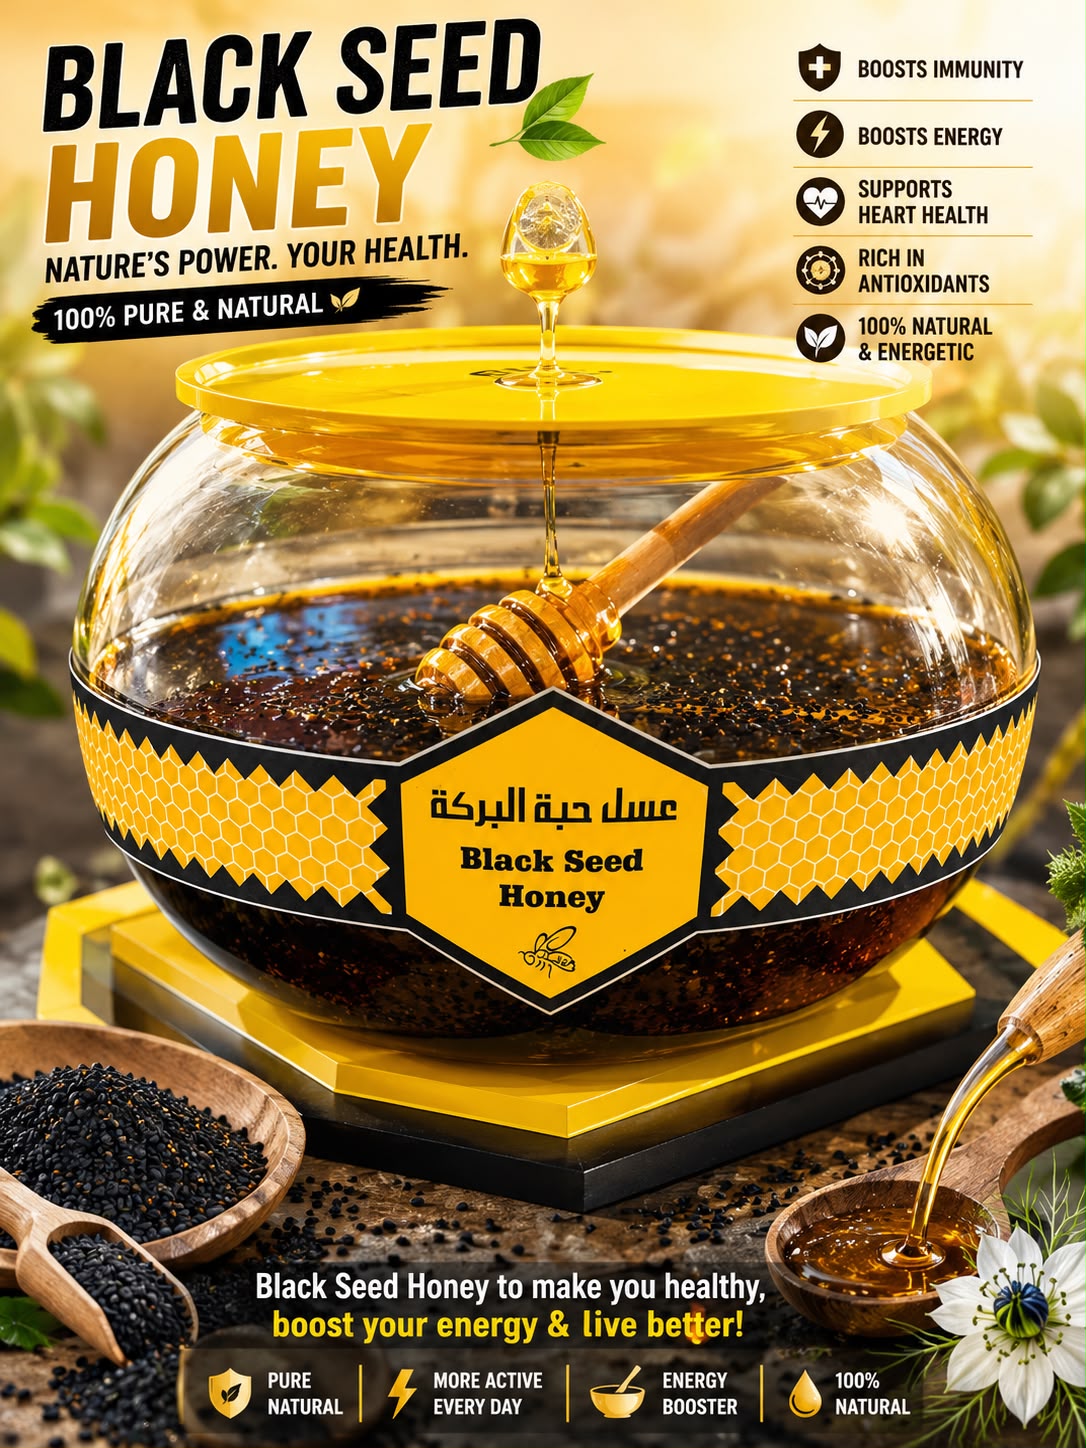 BLACK SEED
HONEY
NATURE'S POWER. YOUR HEALTH.
100% PURE & NATURAL
BOOSTS IMMUNITY
BOOSTS ENERGY
SUPPORTS
HEART HEALTH
RICH IN
ANTIOXIDANTS
100% NATURAL
& ENERGETIC
عسل حبة البركة
Black Seed
Honey
Black Seed Honey to make you healthy,
boost your energy & live better!
PURE
NATURAL
MORE ACTIVE
EVERY DAY
ENERGY
BOOSTER
100%
NATURAL